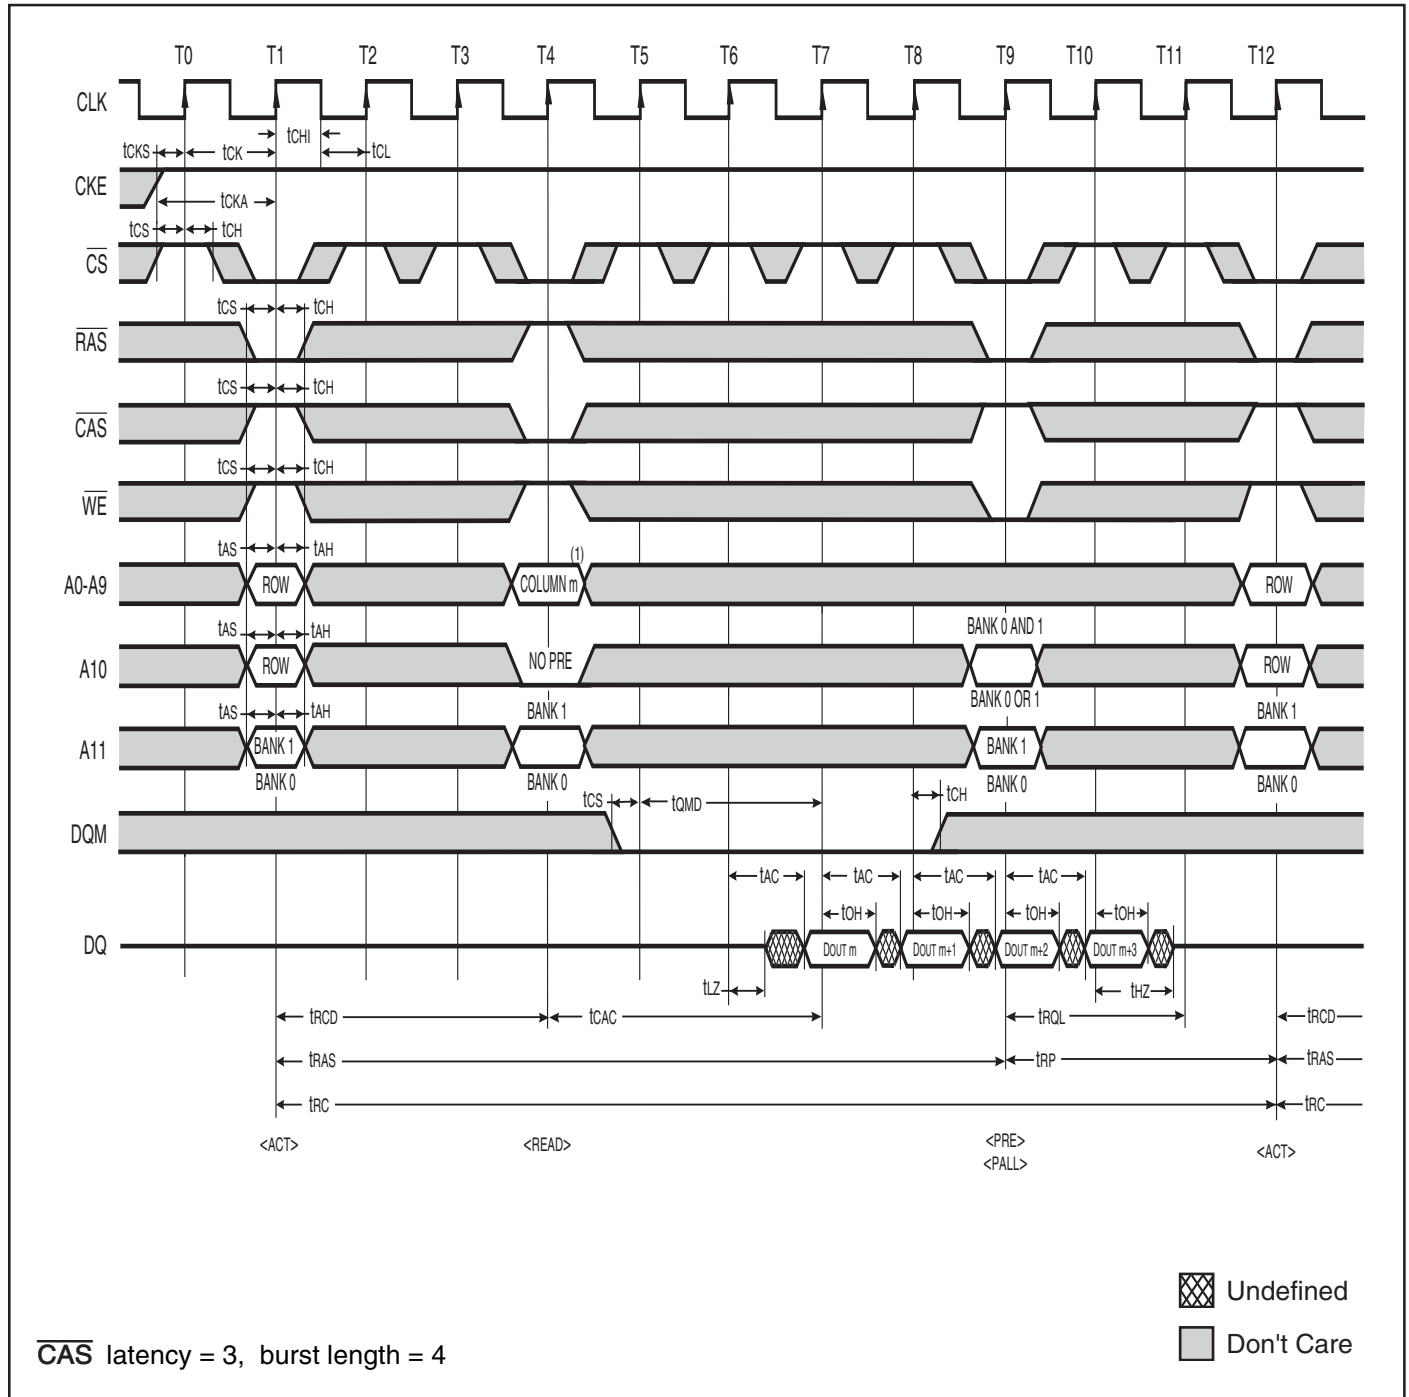 T0 T1 T2 T3 T4 T5 T6 T7 T8 T9 T10 T11 T12
CLK
tCHI
tCKS tCK tCL
CKE
tCKA
tCS tCH
CS
tCS tCH
RAS
tCS tCH
CAS
tCS tCH
WE
tAS tAH (1)
A0-A9 ROW COLUMN m ROW
tAS tAH BANK 0 AND 1
A10 ROW NO PRE ROW
tAS tAH BANK 1 BANK 0 OR 1 BANK 1
A11 BANK 1 BANK 1
BANK 0 BANK 0 BANK 0 BANK 0
tCS tQMD tCH
DQM
tAC tAC tAC tAC
tOH tOH tOH tOH
DQ DOUT m DOUT m+1 DOUT m+2 DOUT m+3
tLZ tHZ
tRCD tCAC tRQL tRCD
tRAS tRP tRAS
tRC tRC
<ACT> <READ> <PRE> <ACT>
<PALL>
Undefined
Don't Care
CAS latency = 3, burst length = 4